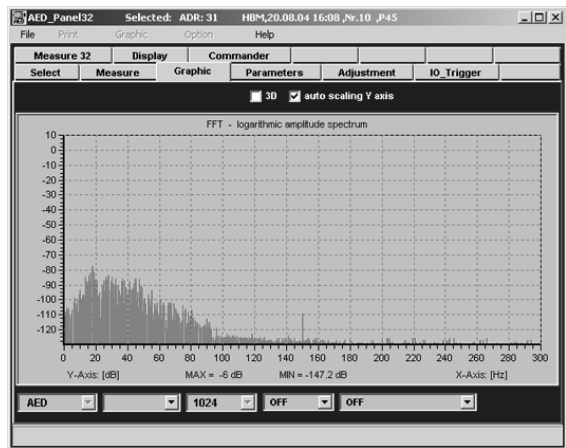 AED_Panel32 Selected: ADR: 31 HBM,20.08.04 16:08 ,Nr.10 ,P45
File Print Graphic Option Help
Measure 32 Display Commander
Select Measure Graphic Parameters Adjustment IO_Trigger
3D auto scaling Y axis
FFT - logarithmic amplitude spectrum
10
0
-10
-20
-30
-40
-50
-60
-70
-80
-90
-100
-110
-120
0 20 40 60 80 100 120 140 160 180 200 220 240 260 280 300
Y-Axis: [dB] MAX = -6 dB MIN = -147.2 dB X-Axis: [Hz]
AED 1024 OFF OFF